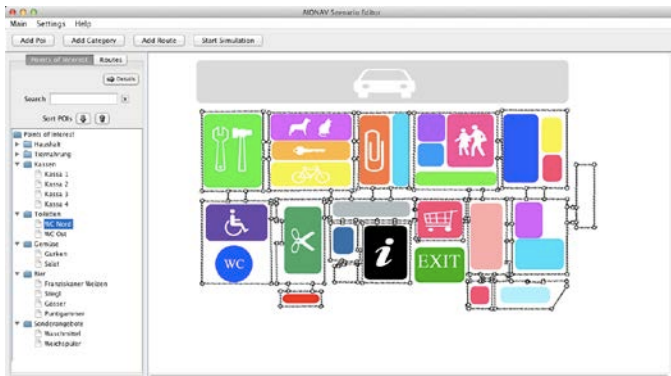 AIONAV Scenario Editor
Main Settings Help
Add Poi Add Category Add Route Start Simulation
Points of Interest Routes
Details
Search
Sort POIs
Points of Interest
Haushalt
Tiernahrung
Kassen
Kassa 1
Kassa 2
Kassa 3
Kassa 4
Toiletten
WC Nord
WC Ost
Gemüse
Gurken
Salat
Bier
Franziskaner Weizen
Stiegl
Gösser
Puntigammer
Sonderangebote
Waschmittel
Weichspüler
i
WC
EXIT